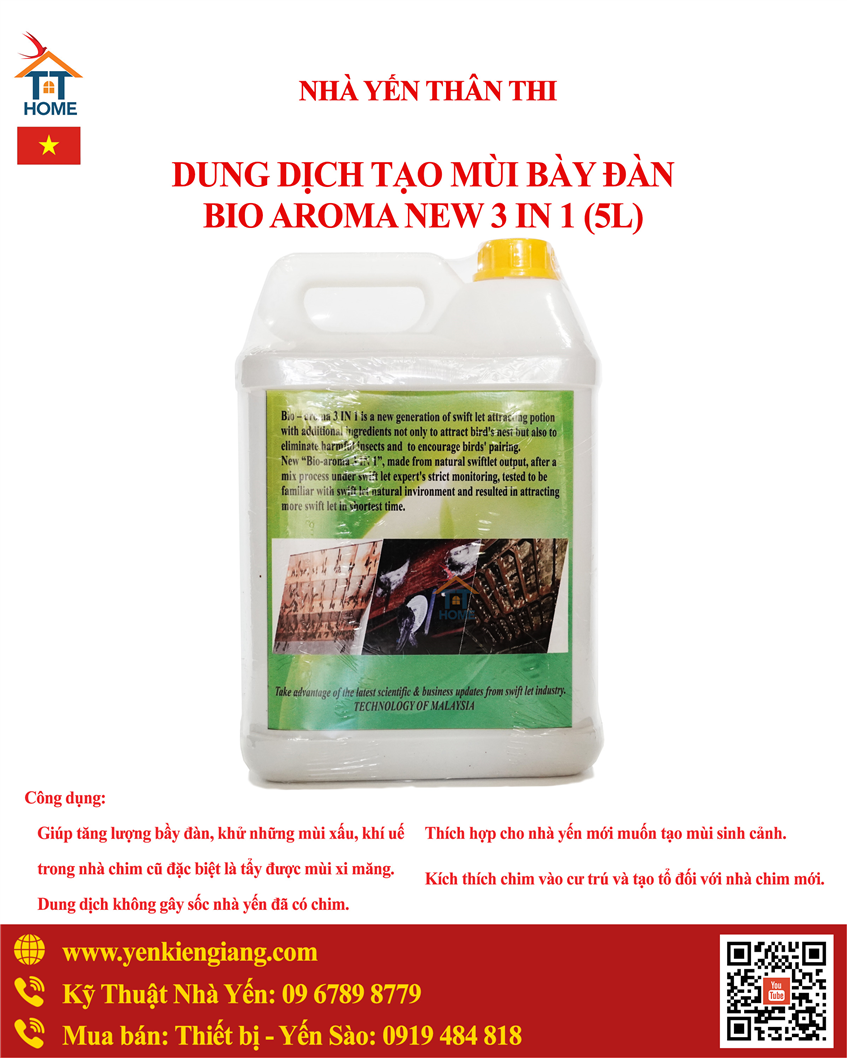 TT
HOME
NHÀ YẾN THÂN THI
DUNG DỊCH TẠO MÙI BÀY ĐÀN
BIO AROMA NEW 3 IN 1 (5L)
Bio – aroma 3 IN 1 is a new generation of swift let attracting potion
with additional ingredients not only to attract bird's nest but also to
eliminate harmful insects and to encourage birds' pairing.
New “Bio-aroma 3 IN 1”, made from natural swiftlet output, after a
mix process under swift let expert's strict monitoring, tested to be
familiar with swift let natural invironment and resulted in attracting
more swift let in shortest time.
TT
HOME
Take advantage of the latest scientific & business updates from swift let industry.
TECHNOLOGY OF MALAYSIA
Công dụng:
Giúp tăng lượng bầy đàn, khử những mùi xấu, khí uế
trong nhà chim cũ đặc biệt là tẩy được mùi xi măng.
Dung dịch không gây sốc nhà yến đã có chim.
Thích hợp cho nhà yến mới muốn tạo mùi sinh cảnh.
Kích thích chim vào cư trú và tạo tổ đối với nhà chim mới.
www.yenkiengiang.com
Kỹ Thuật Nhà Yến: 09 6789 8779
Mua bán: Thiết bị - Yến Sào: 0919 484 818
You
Tube